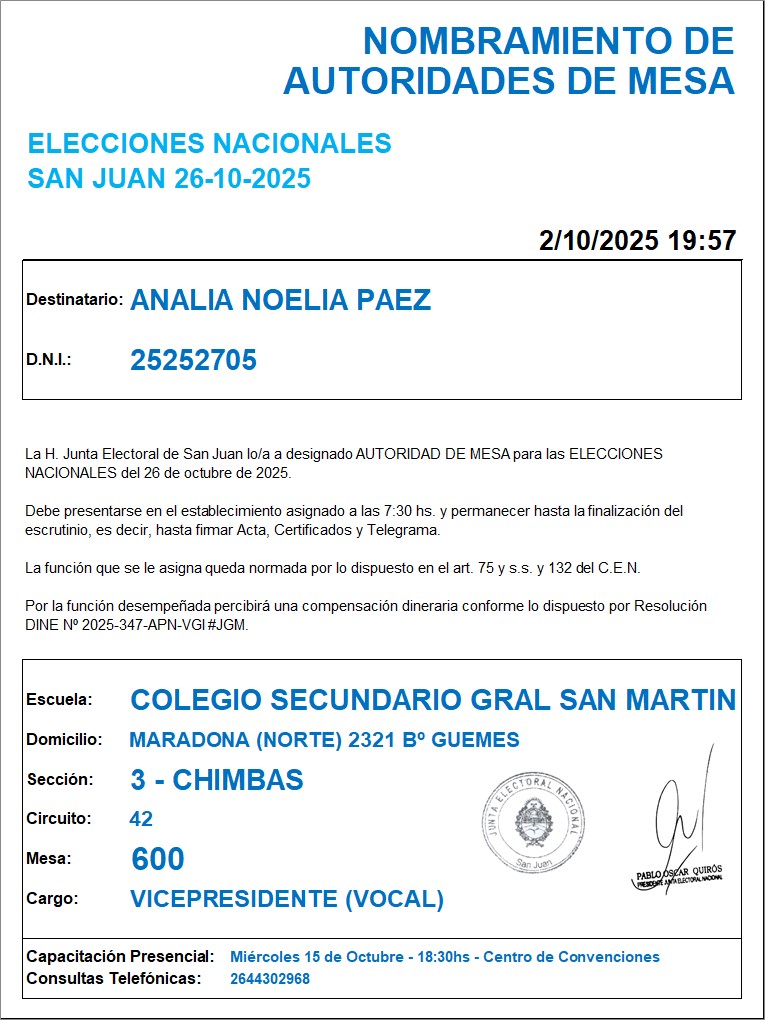 NOMBRAMIENTO DE
AUTORIDADES DE MESA
ELECCIONES NACIONALES
SAN JUAN 26-10-2025
2/10/2025 19:57
Destinatario: ANALIA NOELIA PAEZ
D.N.I.: 25252705
La H. Junta Electoral de San Juan lo/a a designado AUTORIDAD DE MESA para las ELECCIONES
NACIONALES del 26 de octubre de 2025.
Debe presentarse en el establecimiento asignado a las 7:30 hs. y permanecer hasta la finalización del
escrutinio, es decir, hasta firmar Acta, Certificados y Telegrama.
La función que se le asigna queda normada por lo dispuesto en el art. 75 y s.s. y 132 del C.E.N.
Por la función desempeñada percibirá una compensación dineraria conforme lo dispuesto por Resolución
DINE Nº 2025-347-APN-VGI#JGM.
Escuela: COLEGIO SECUNDARIO GRAL SAN MARTIN
Domicilio: MARADONA (NORTE) 2321 Bº GUEMES
Sección: 3 - CHIMBAS
Circuito: 42
Mesa: 600
Cargo: VICEPRESIDENTE (VOCAL)
JUNTA ELECTORAL NACIONAL
San Juan
PABLO OSCAR QUIRÓS
PRESIDENTE JUNTA ELECTORAL NACIONAL
Capacitación Presencial: Miércoles 15 de Octubre - 18:30hs - Centro de Convenciones
Consultas Telefónicas: 2644302968